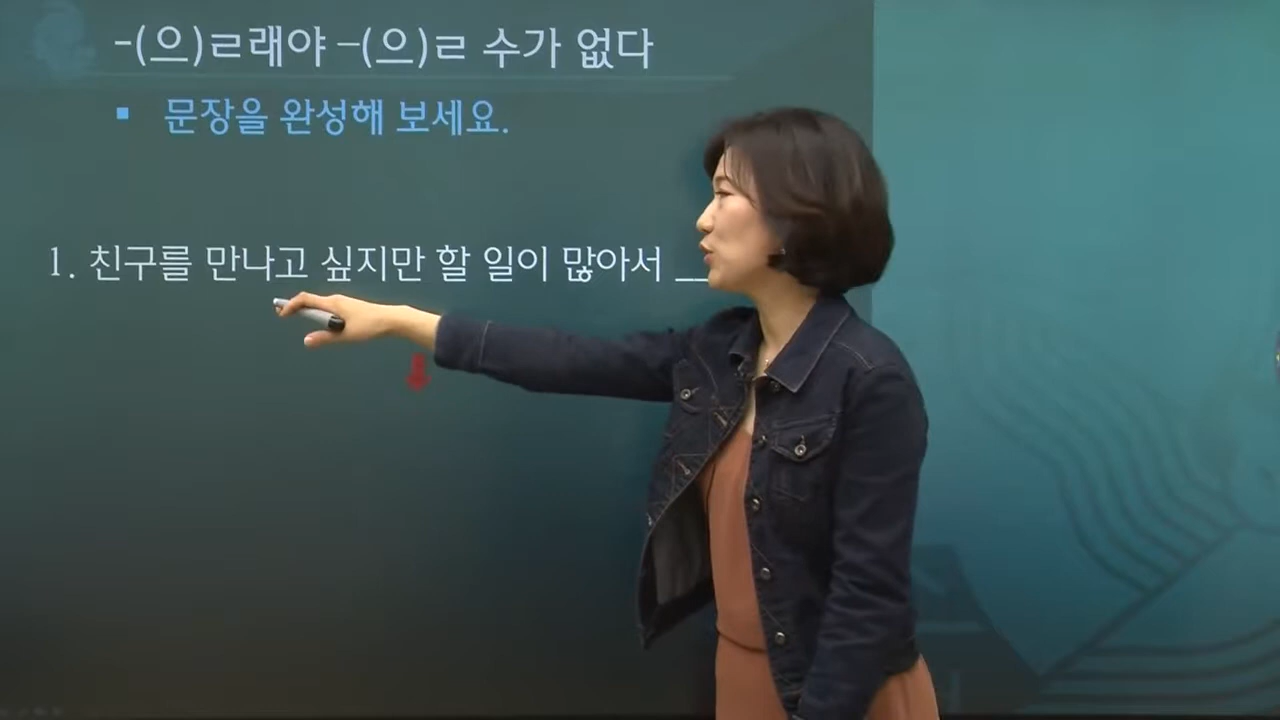 -(으)ㄹ래야 -(으)ㄹ 수가 없다
▪ 문장을 완성해 보세요.
1. 친구를 만나고 싶지만 할 일이 많아서 __